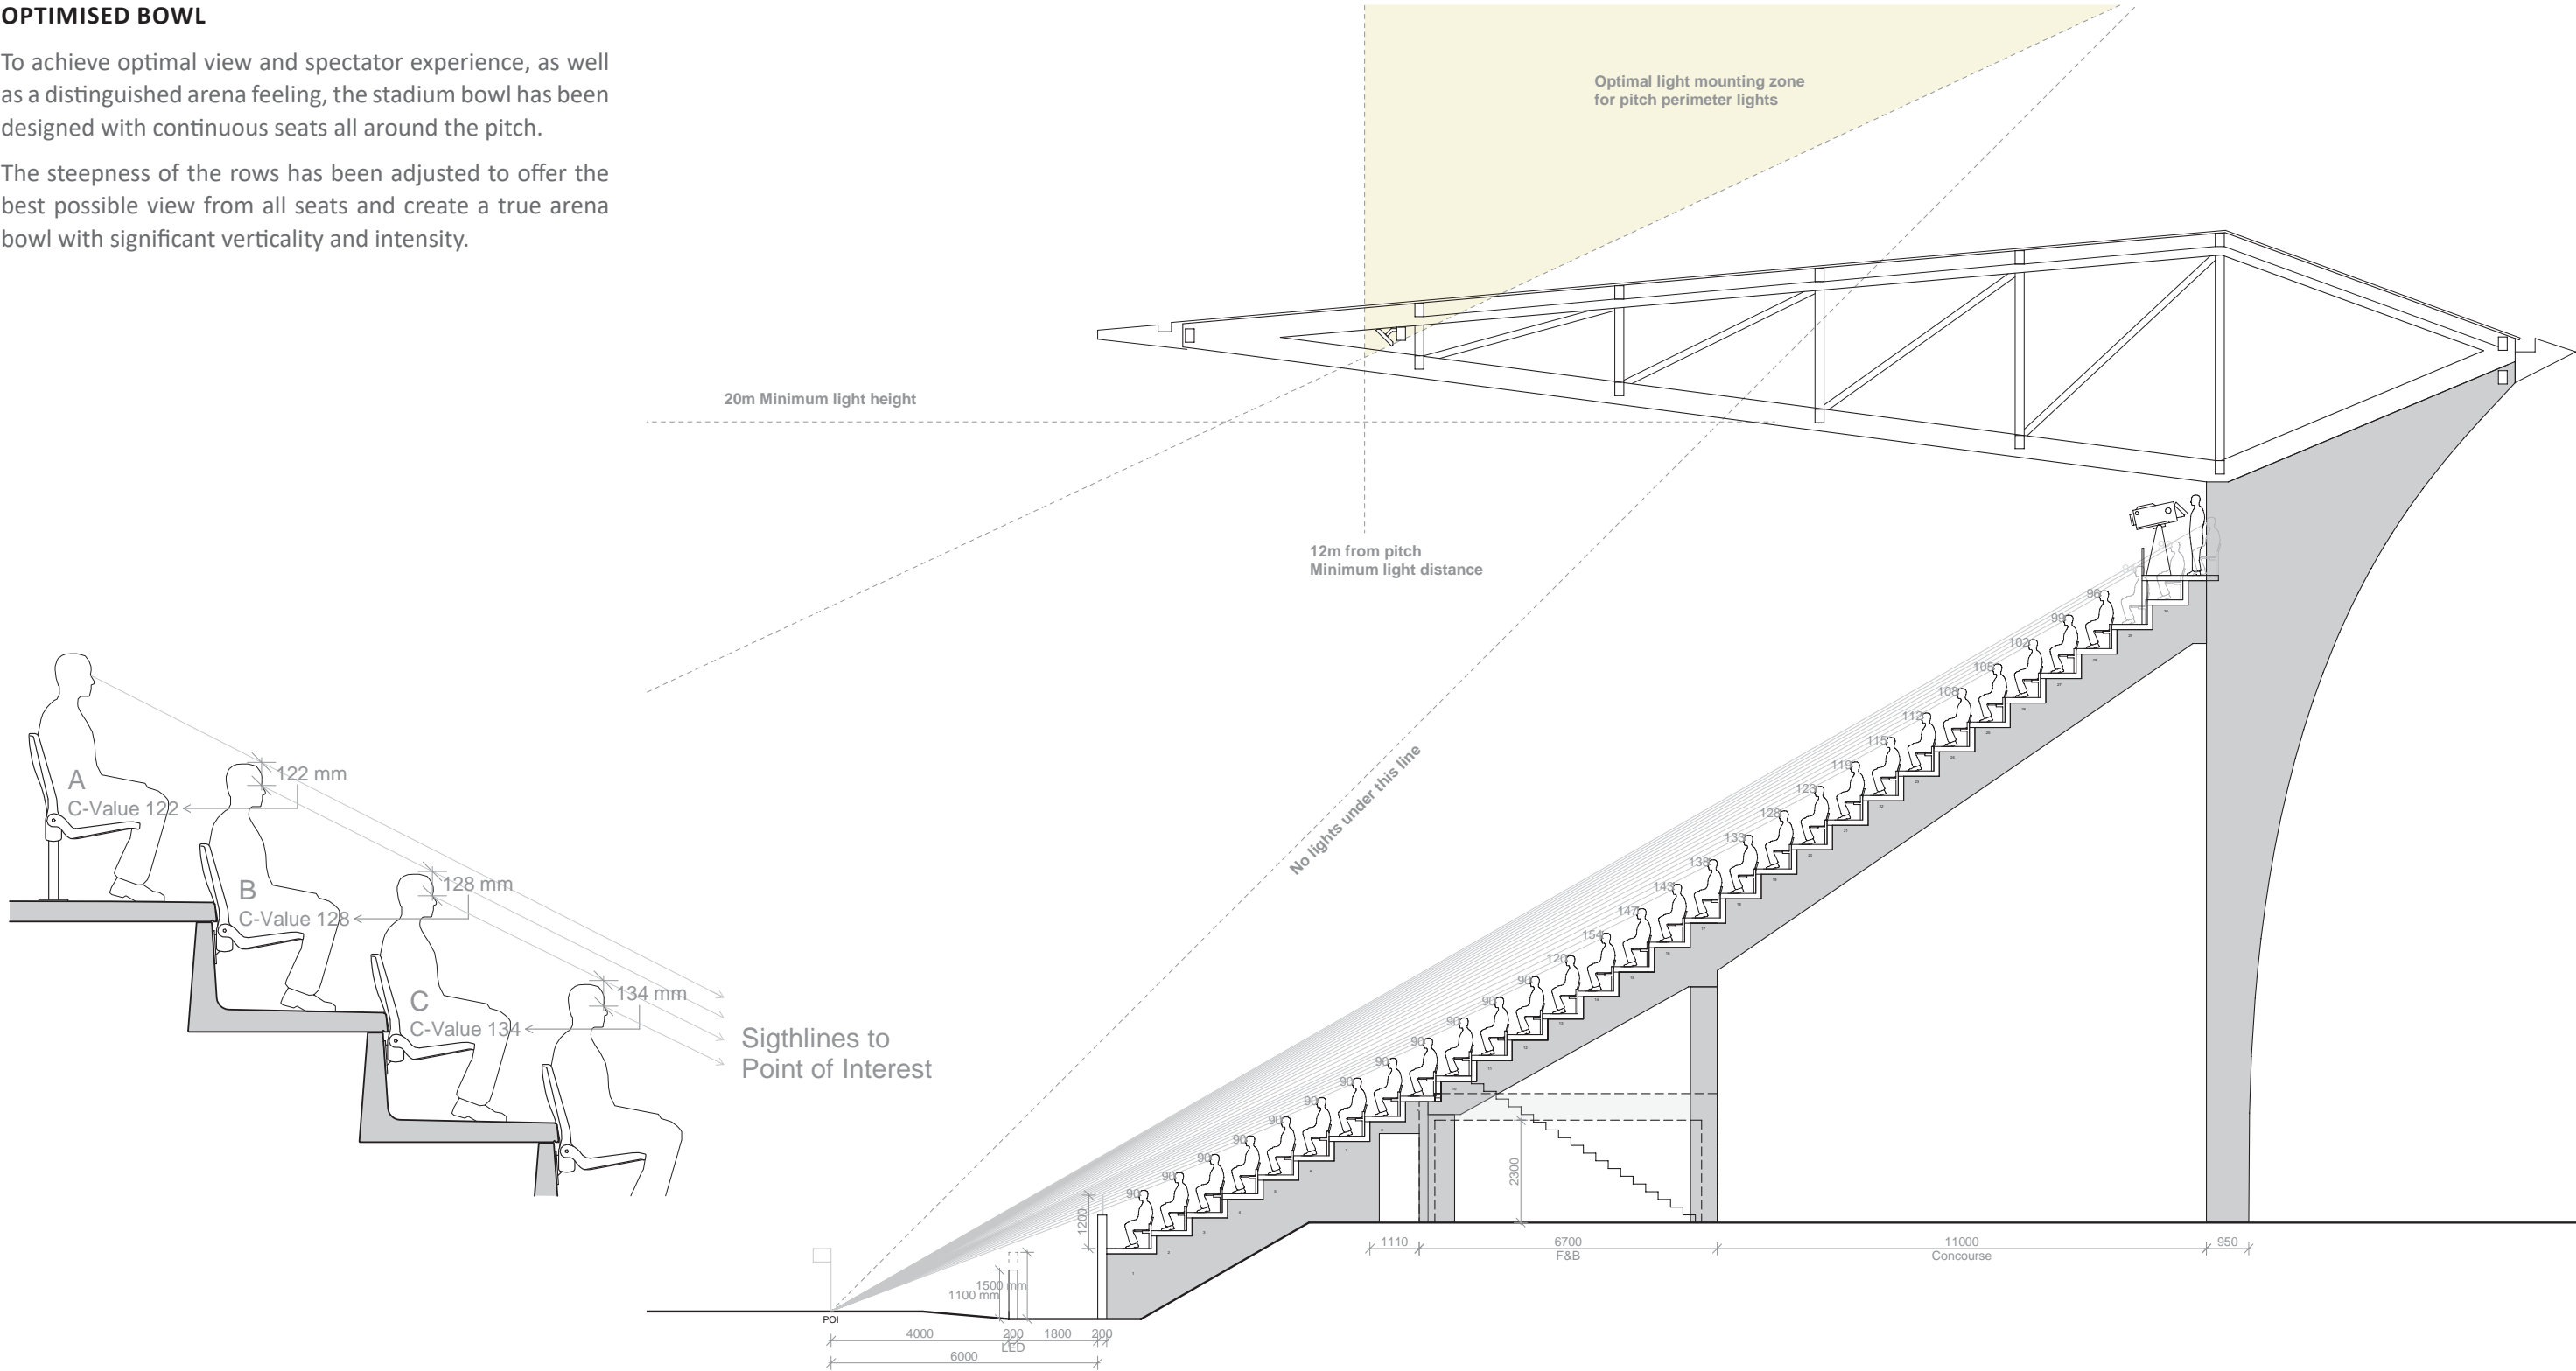 OPTIMISED BOWL
To achieve optimal view and spectator experience, as well
as a distinguished arena feeling, the stadium bowl has been
designed with continuous seats all around the pitch.
The steepness of the rows has been adjusted to offer the
best possible view from all seats and create a true arena
bowl with significant verticality and intensity.
Optimal light mounting zone
for pitch perimeter lights
20m Minimum light height
12m from pitch
Minimum light distance
No lights under this line
A
C-Value 122
122 mm
B
C-Value 128
128 mm
C
C-Value 134
134 mm
Sigthlines to
Point of Interest
96
99
102
105
108
112
115
119
123
128
133
138
143
147
154
120
90
90
90
90
90
90
90
90
90
90
90
90
1200
2300
1500 mm
1100 mm
POI
4000
200
LED
1800
200
6000
1110
6700
F&B
11000
Concourse
950